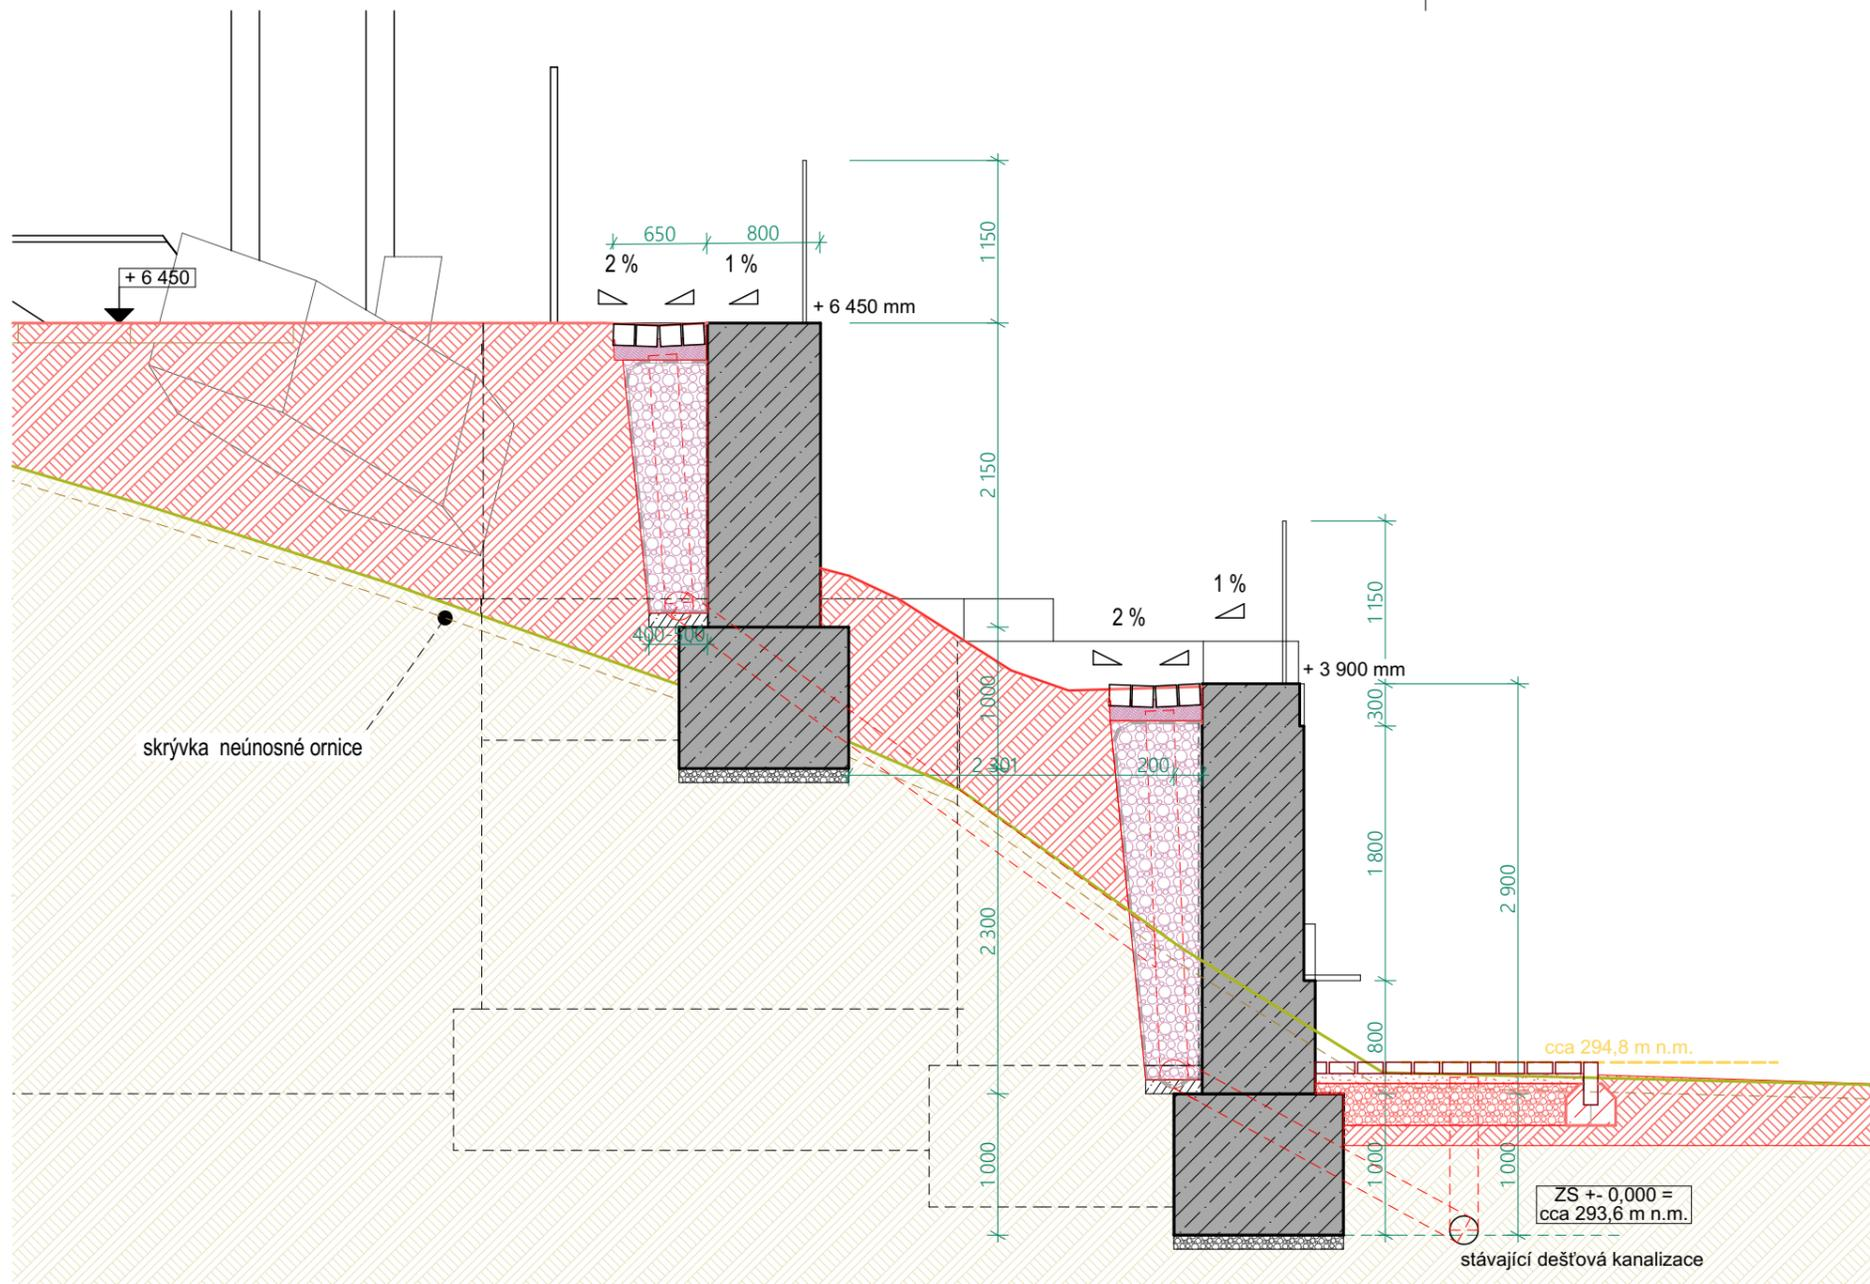 1 150
650
800
2 %
1 %
+ 6 450
+ 6 450 mm
2 150
1 150
1 %
2 %
400-500
+ 3 900 mm
1 000
300
skrývka  neúnosné ornice
2 301
200
1 800
2 900
2 300
800
cca 294,8 m n.m.
1 000
1 000
1 000
ZS +- 0,000 =
cca 293,6 m n.m.
stávající dešťová kanalizace